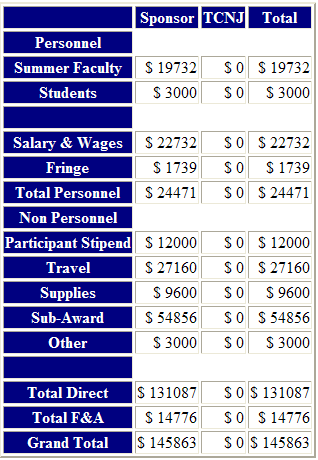 Sponsor TCNJ Total
Personnel
Summer Faculty $ 19732 $ 0 $ 19732
Students $ 3000 $ 0 $ 3000
Salary & Wages $ 22732 $ 0 $ 22732
Fringe $ 1739 $ 0 $ 1739
Total Personnel $ 24471 $ 0 $ 24471
Non Personnel
Participant Stipend $ 12000 $ 0 $ 12000
Travel $ 27160 $ 0 $ 27160
Supplies $ 9600 $ 0 $ 9600
Sub-Award $ 54856 $ 0 $ 54856
Other $ 3000 $ 0 $ 3000
Total Direct $ 131087 $ 0 $ 131087
Total F&A $ 14776 $ 0 $ 14776
Grand Total $ 145863 $ 0 $ 145863